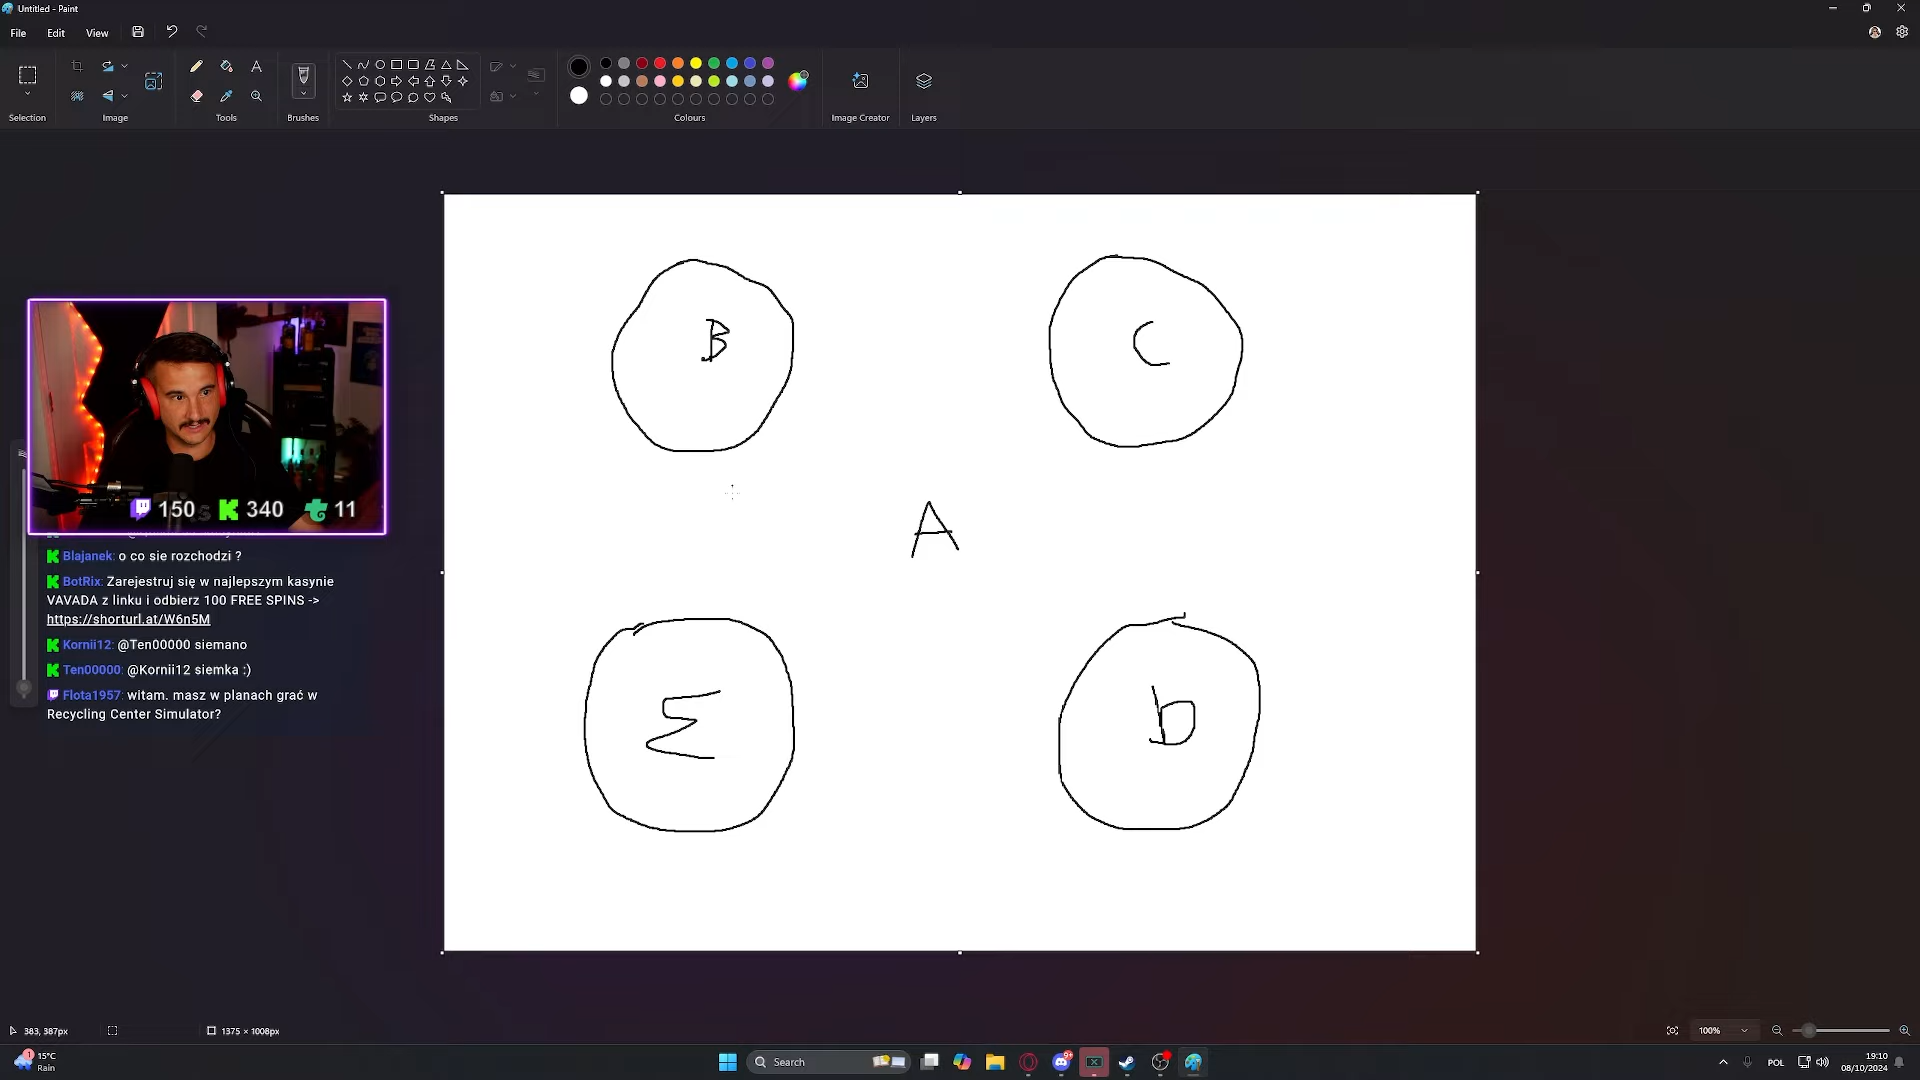 Untitled - Paint
File Edit View
Selection Image Tools Brushes Shapes Colours Image Creator Layers
B
C
A
E
D
150 340 11
Blajanek: o co sie rozchodzi ?
BotRix: Zarejestruj się w najlepszym kasynie
VAVADA z linku i odbierz 100 FREE SPINS ->
https://shorturl.at/W6n5M
Kornii12: @Ten00000 siemano
Ten00000: @Kornii12 siemka :)
Flota1957: witam. masz w planach grać w
Recycling Center Simulator?
383, 387px 1375 × 1008px 100%
1 15°C
Rain
Search
9+
POL
19:10
08/10/2024